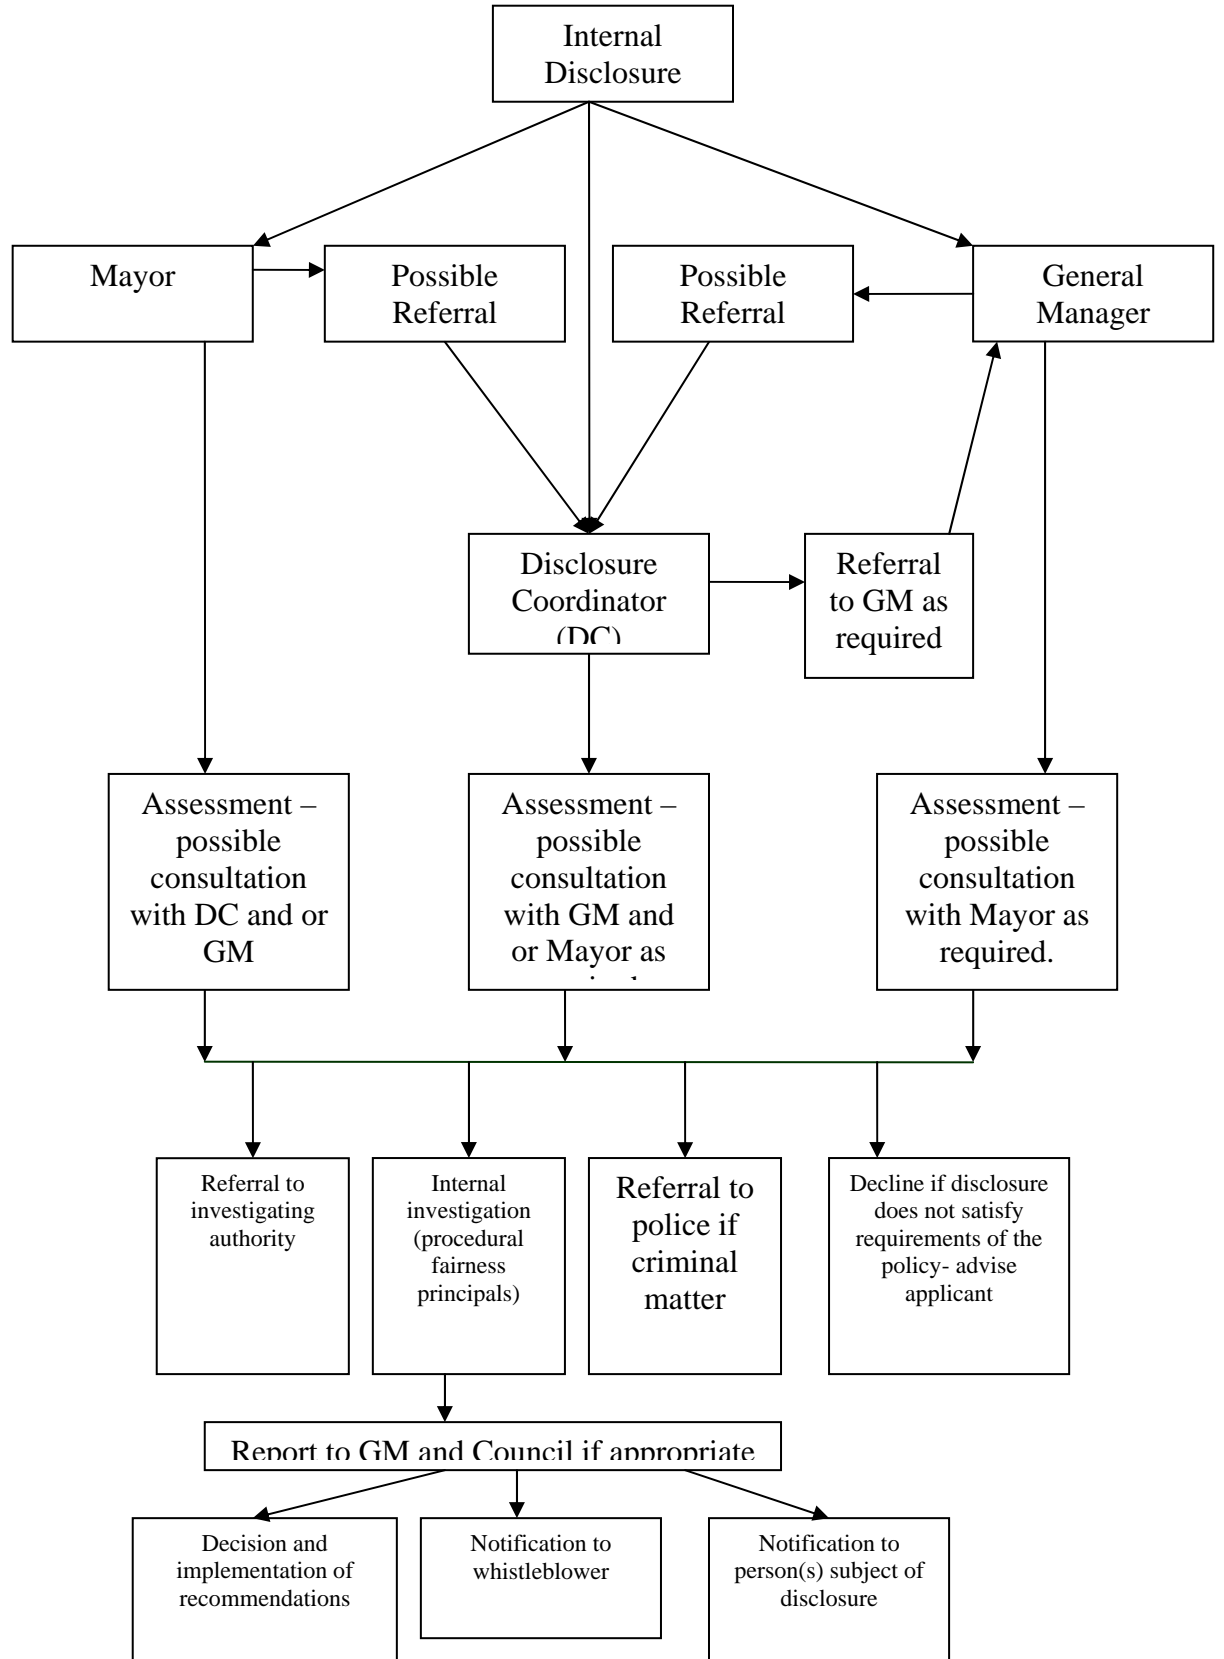 Internal
Disclosure
Mayor
Possible
Referral
Possible
Referral
General
Manager
Disclosure
Coordinator
(DC)
Referral
to GM as
required
Assessment –
possible
consultation
with DC and or
GM
Assessment –
possible
consultation
with GM and
or Mayor as
Assessment –
possible
consultation
with Mayor as
required.
Referral to
investigating
authority
Internal
investigation
(procedural
fairness
principals)
Referral to
police if
criminal
matter
Decline if disclosure
does not satisfy
requirements of the
policy- advise
applicant
Report to GM and Council if appropriate
Decision and
implementation of
recommendations
Notification to
whistleblower
Notification to
person(s) subject of
disclosure